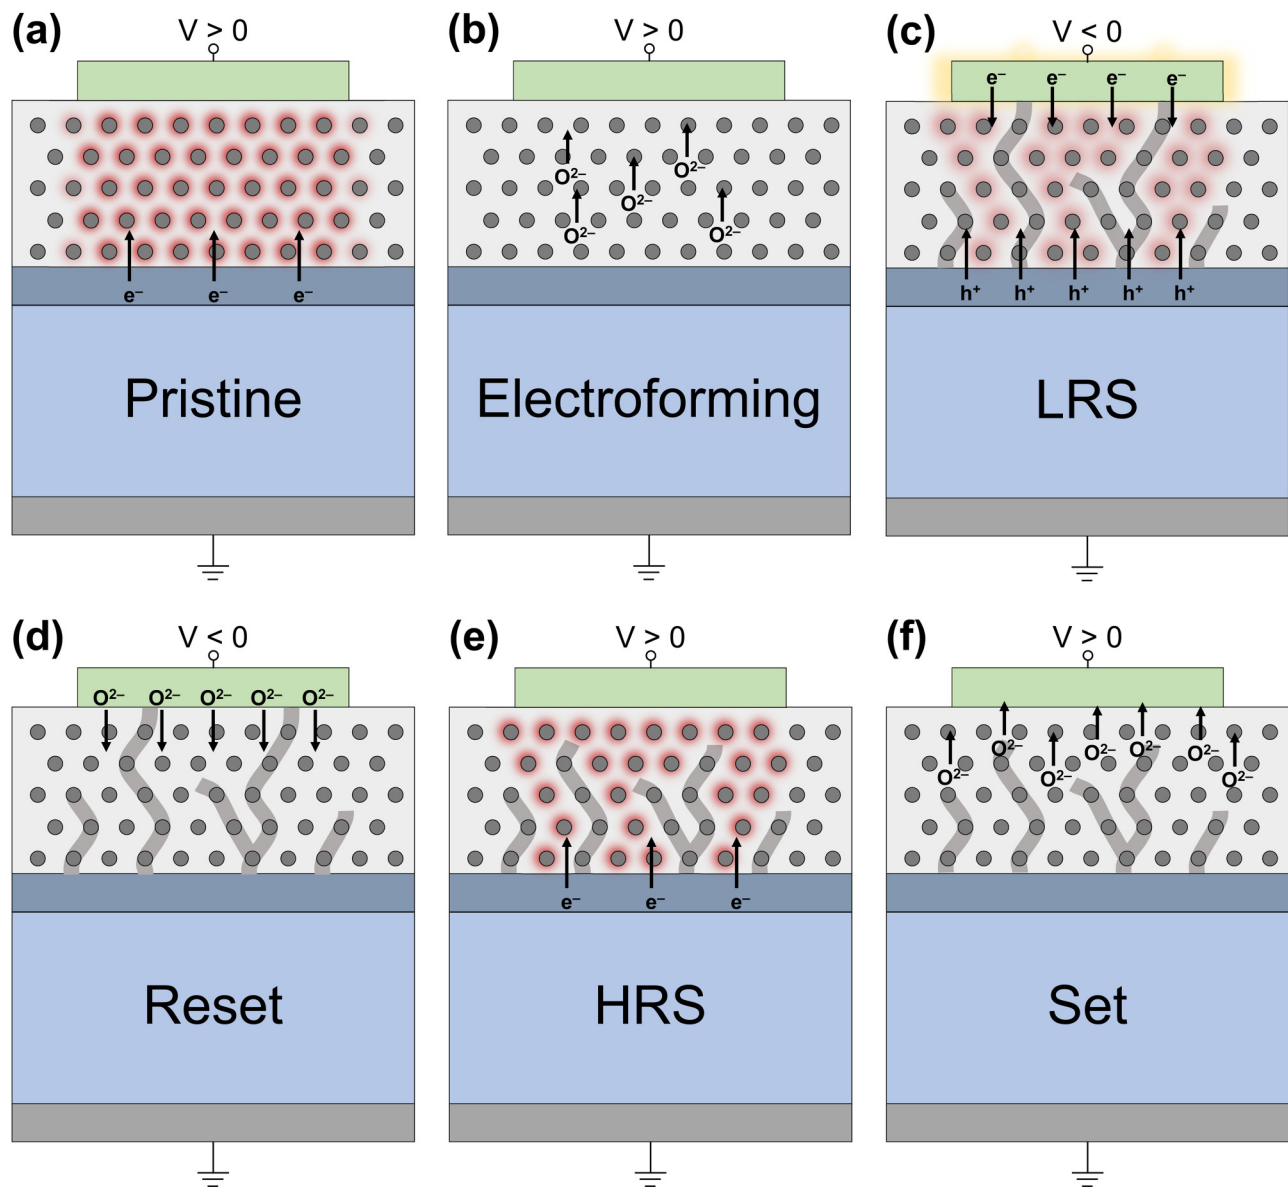 (a)
V > 0
e⁻ e⁻ e⁻
Pristine
(b)
V > 0
O²⁻
O²⁻
O²⁻
O²⁻
O²⁻
Electroforming
(c)
V < 0
e⁻ e⁻ e⁻ e⁻
h⁺ h⁺ h⁺ h⁺ h⁺
LRS
(d)
V < 0
O²⁻ O²⁻ O²⁻ O²⁻ O²⁻
Reset
(e)
V > 0
e⁻ e⁻ e⁻
HRS
(f)
V > 0
O²⁻
O²⁻
O²⁻
O²⁻
O²⁻
O²⁻
O²⁻
Set